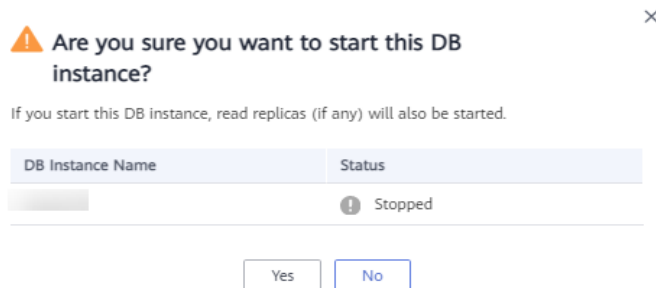 Are you sure you want to start this DB
instance?
If you start this DB instance, read replicas (if any) will also be started.
DB Instance Name Status
Stopped
Yes No